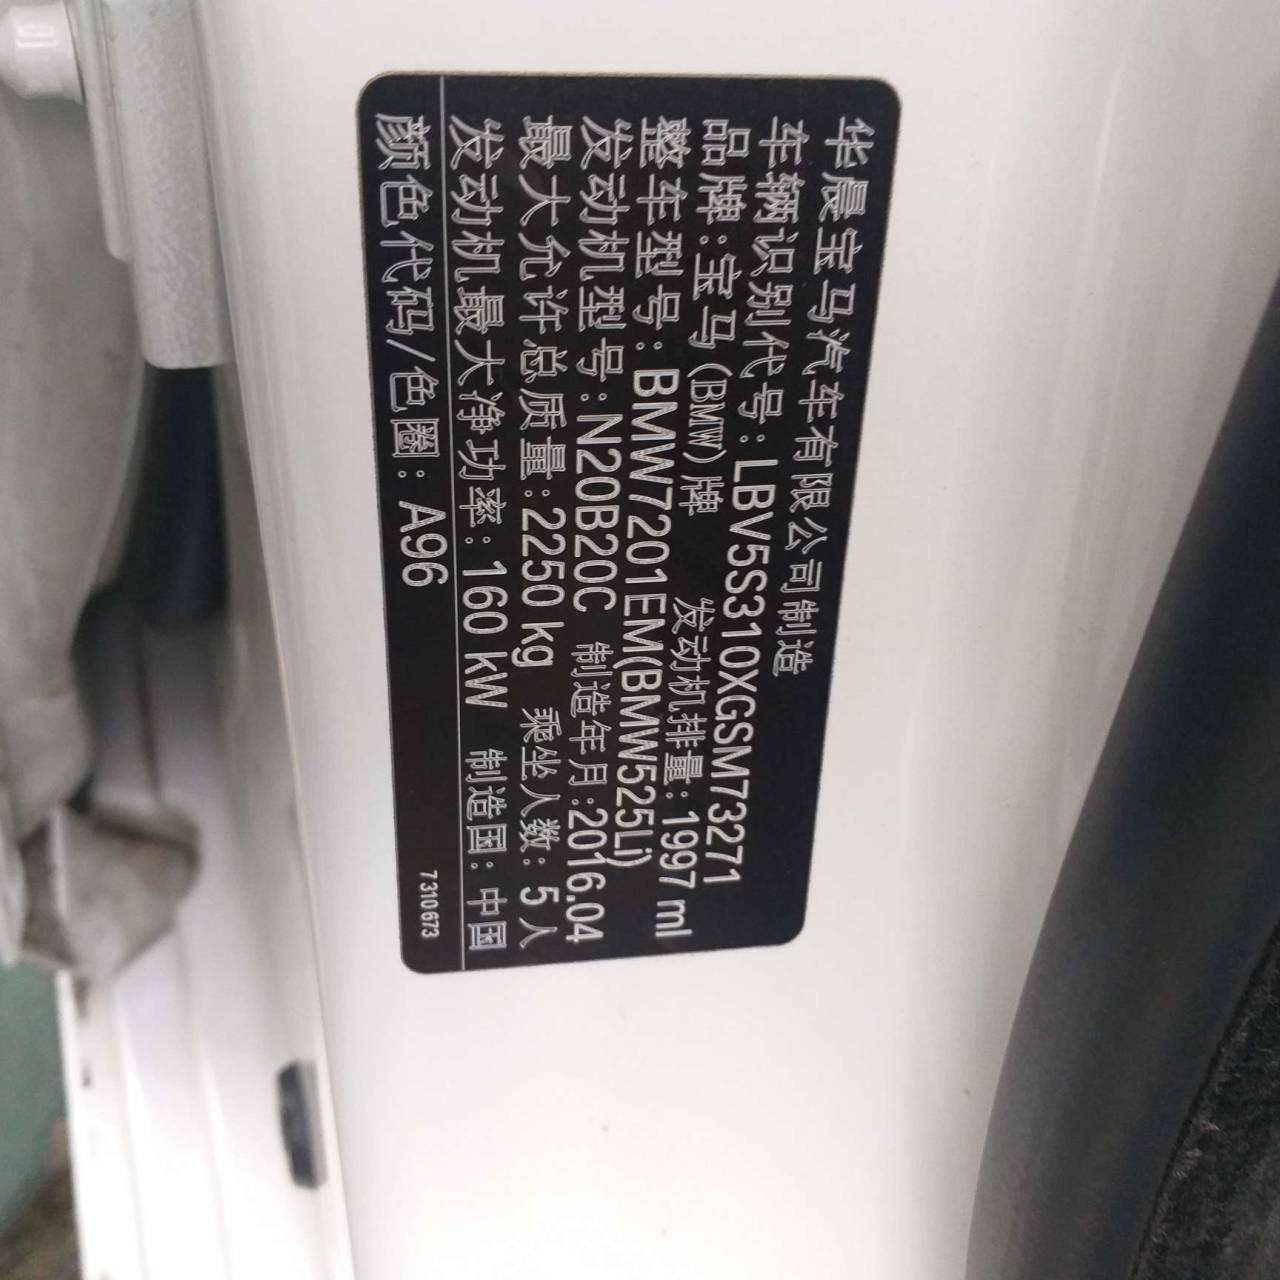 华晨宝马汽车有限公司制造
车辆识别代号:LBV5S310XGSM73271
品牌:宝马(BMW)牌 发动机排量:1997 ml
整车型号:BMW7201EM(BMW525Li)
发动机型号:N20B20C 制造年月:2016.04
最大允许总质量:2250 kg 乘坐人数:5人
发动机最大净功率:160 kW 制造国:中国
颜色代码/色圈:A96 7310673